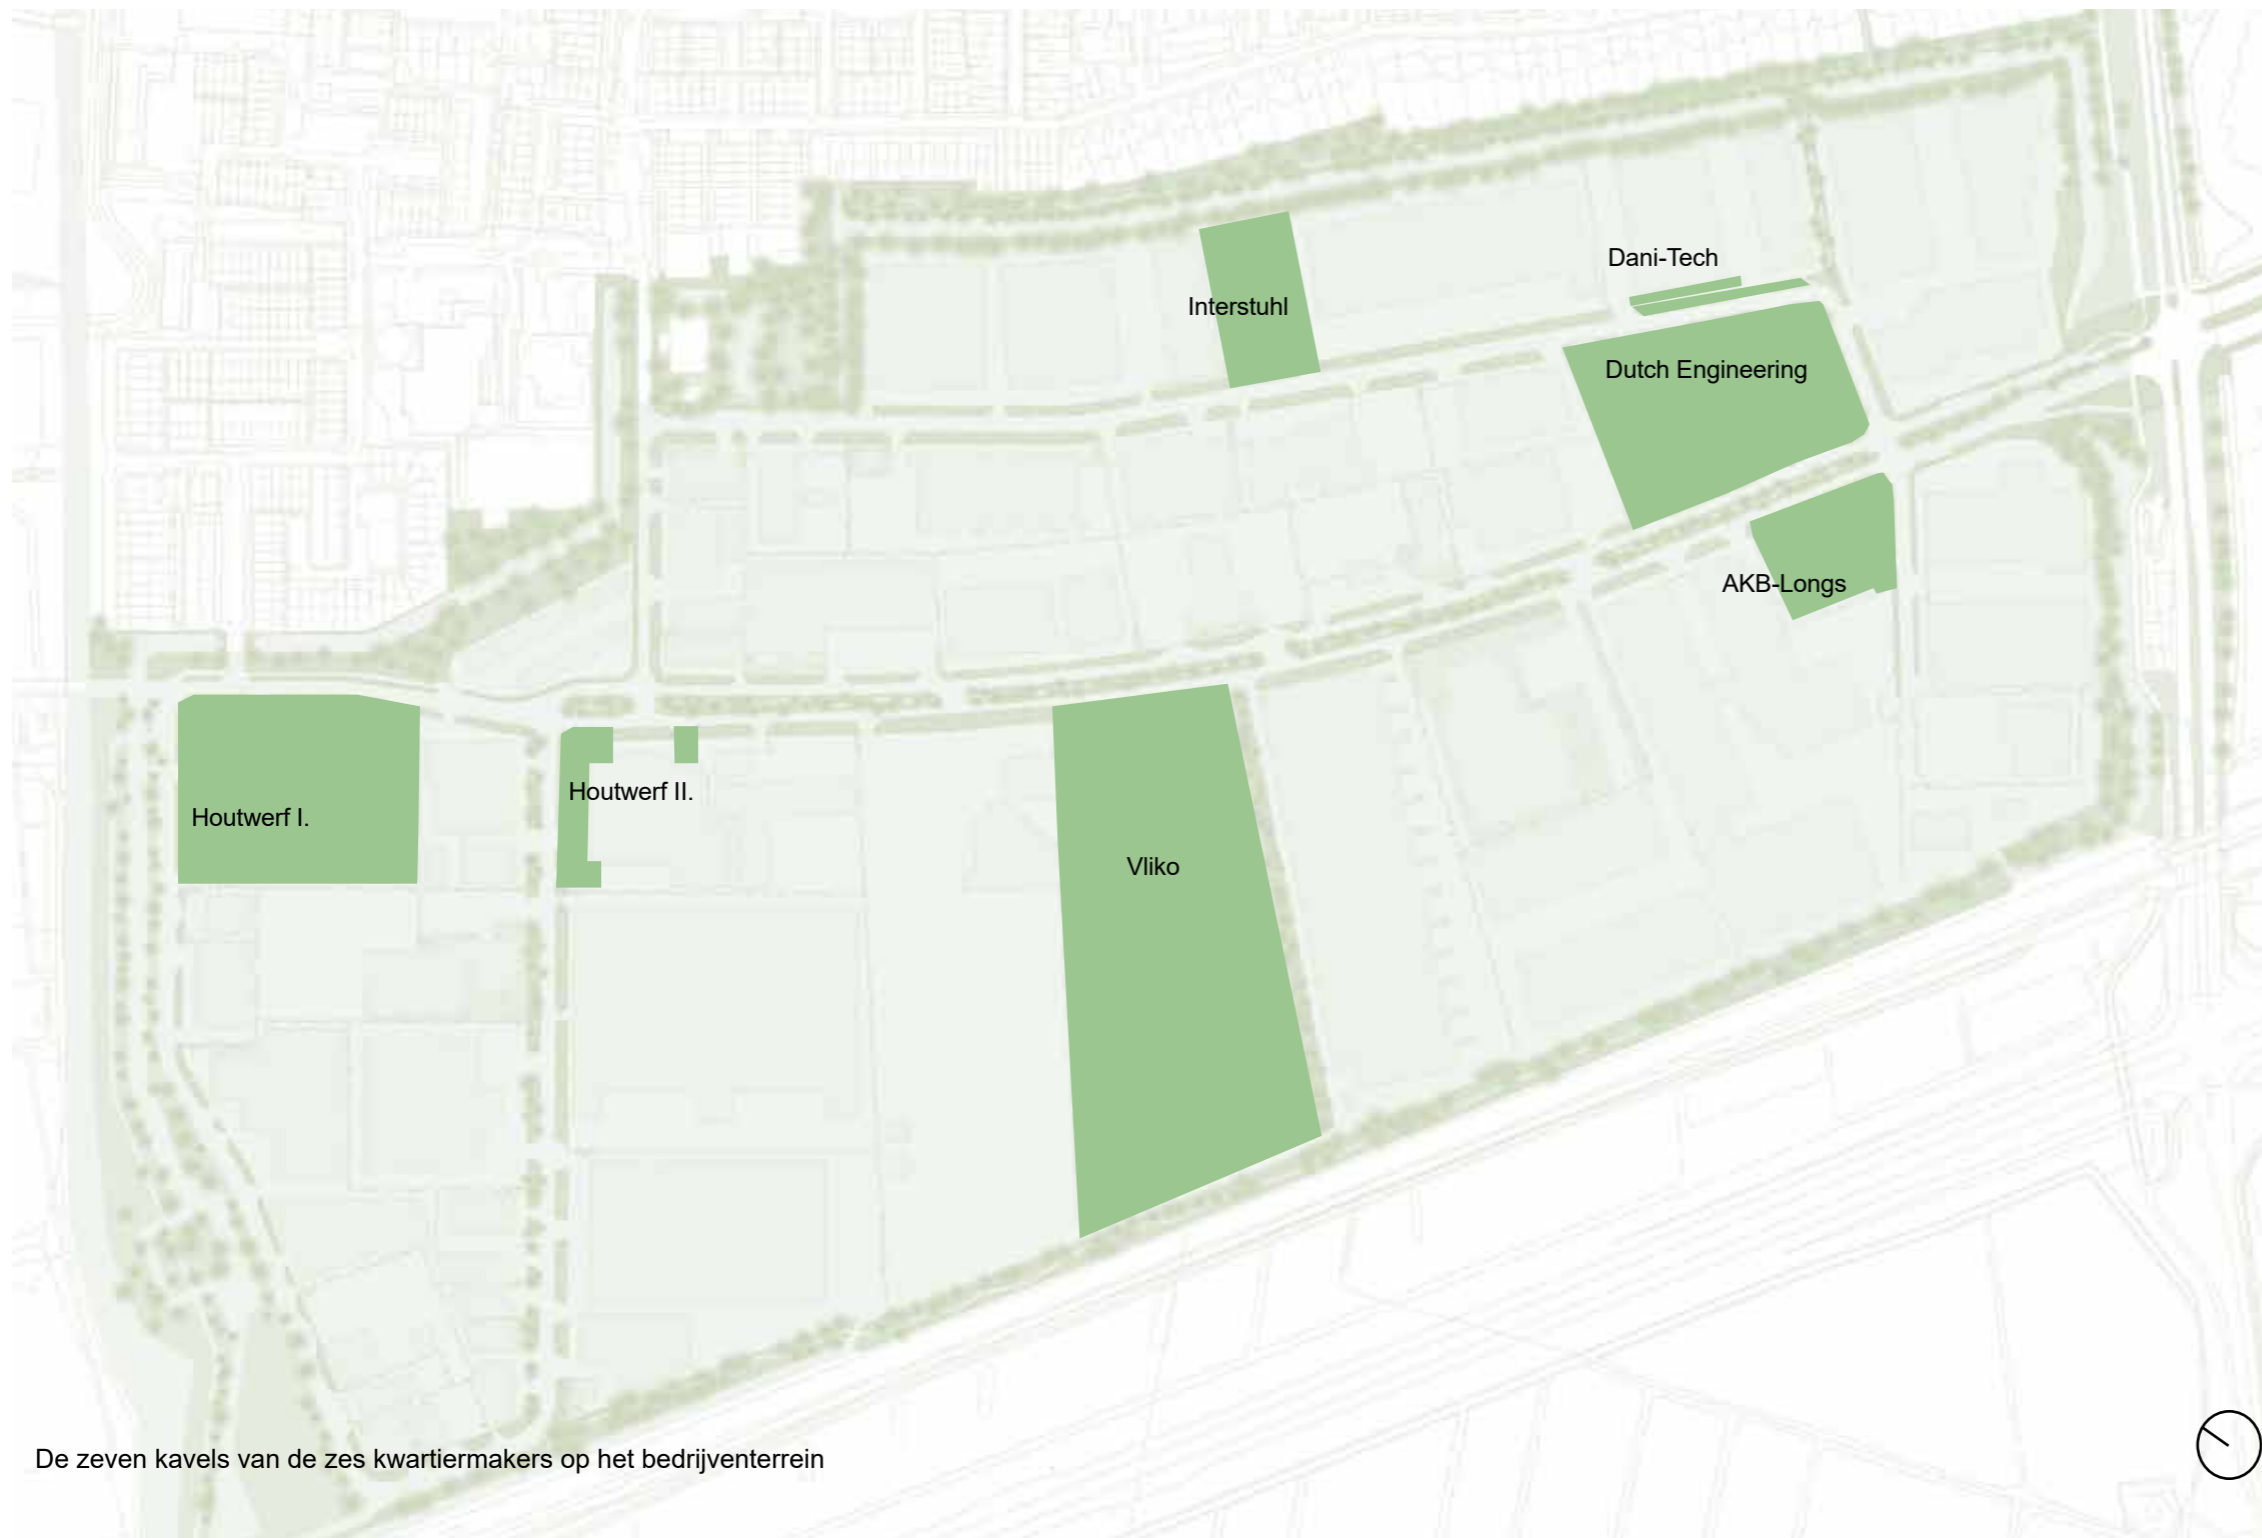 Dani-Tech
Interstuhl
Dutch Engineering
AKB-Longs
Houtwerf II.
Houtwerf I.
Vliko
De zeven kavels van de zes kwartiermakers op het bedrijventerrein